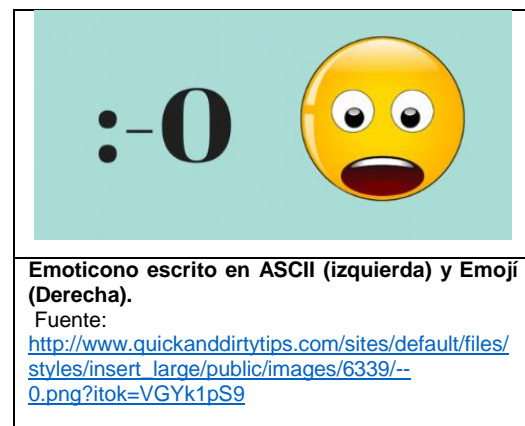 :-0
Emoticono escrito en ASCII (izquierda) y Emojí
(Derecha).
Fuente:
http://www.quickanddirtytips.com/sites/default/files/
styles/insert_large/public/images/6339/--
0.png?itok=VGYk1pS9